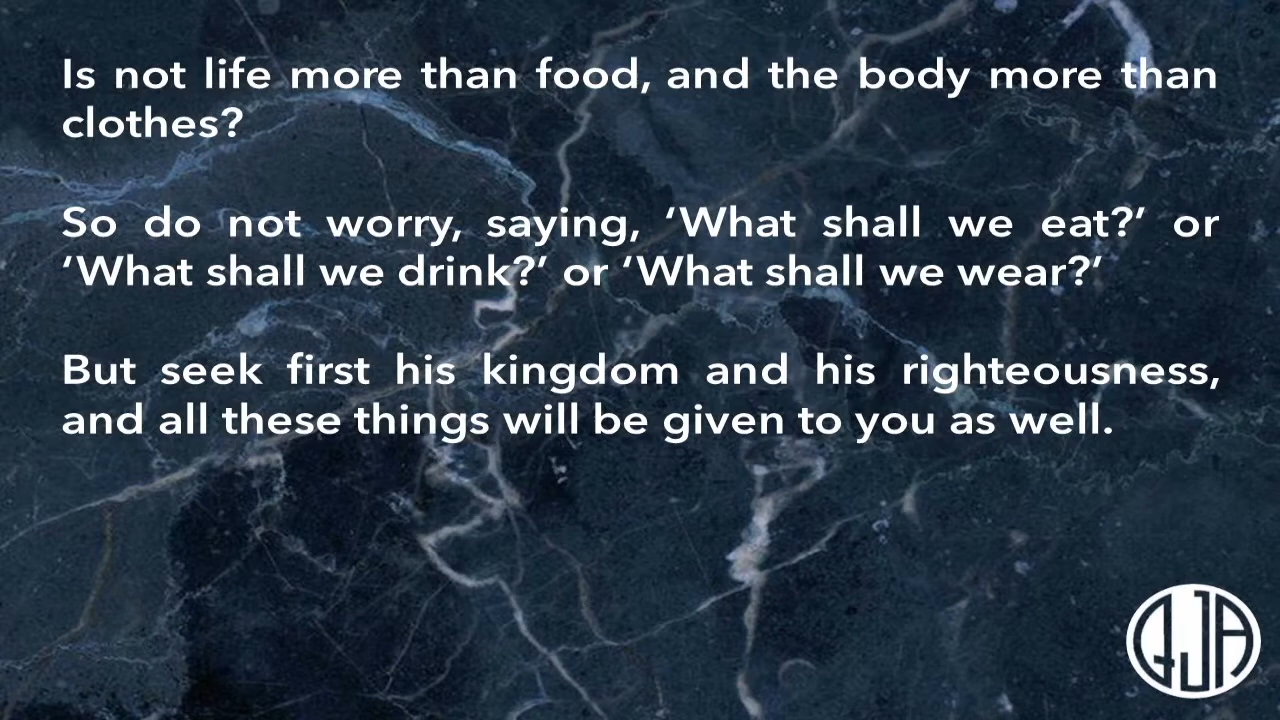 Is not life more than food, and the body more than
clothes?
So do not worry, saying, ‘What shall we eat?’ or
‘What shall we drink?’ or ‘What shall we wear?’
But seek first his kingdom and his righteousness,
and all these things will be given to you as well.
QJA